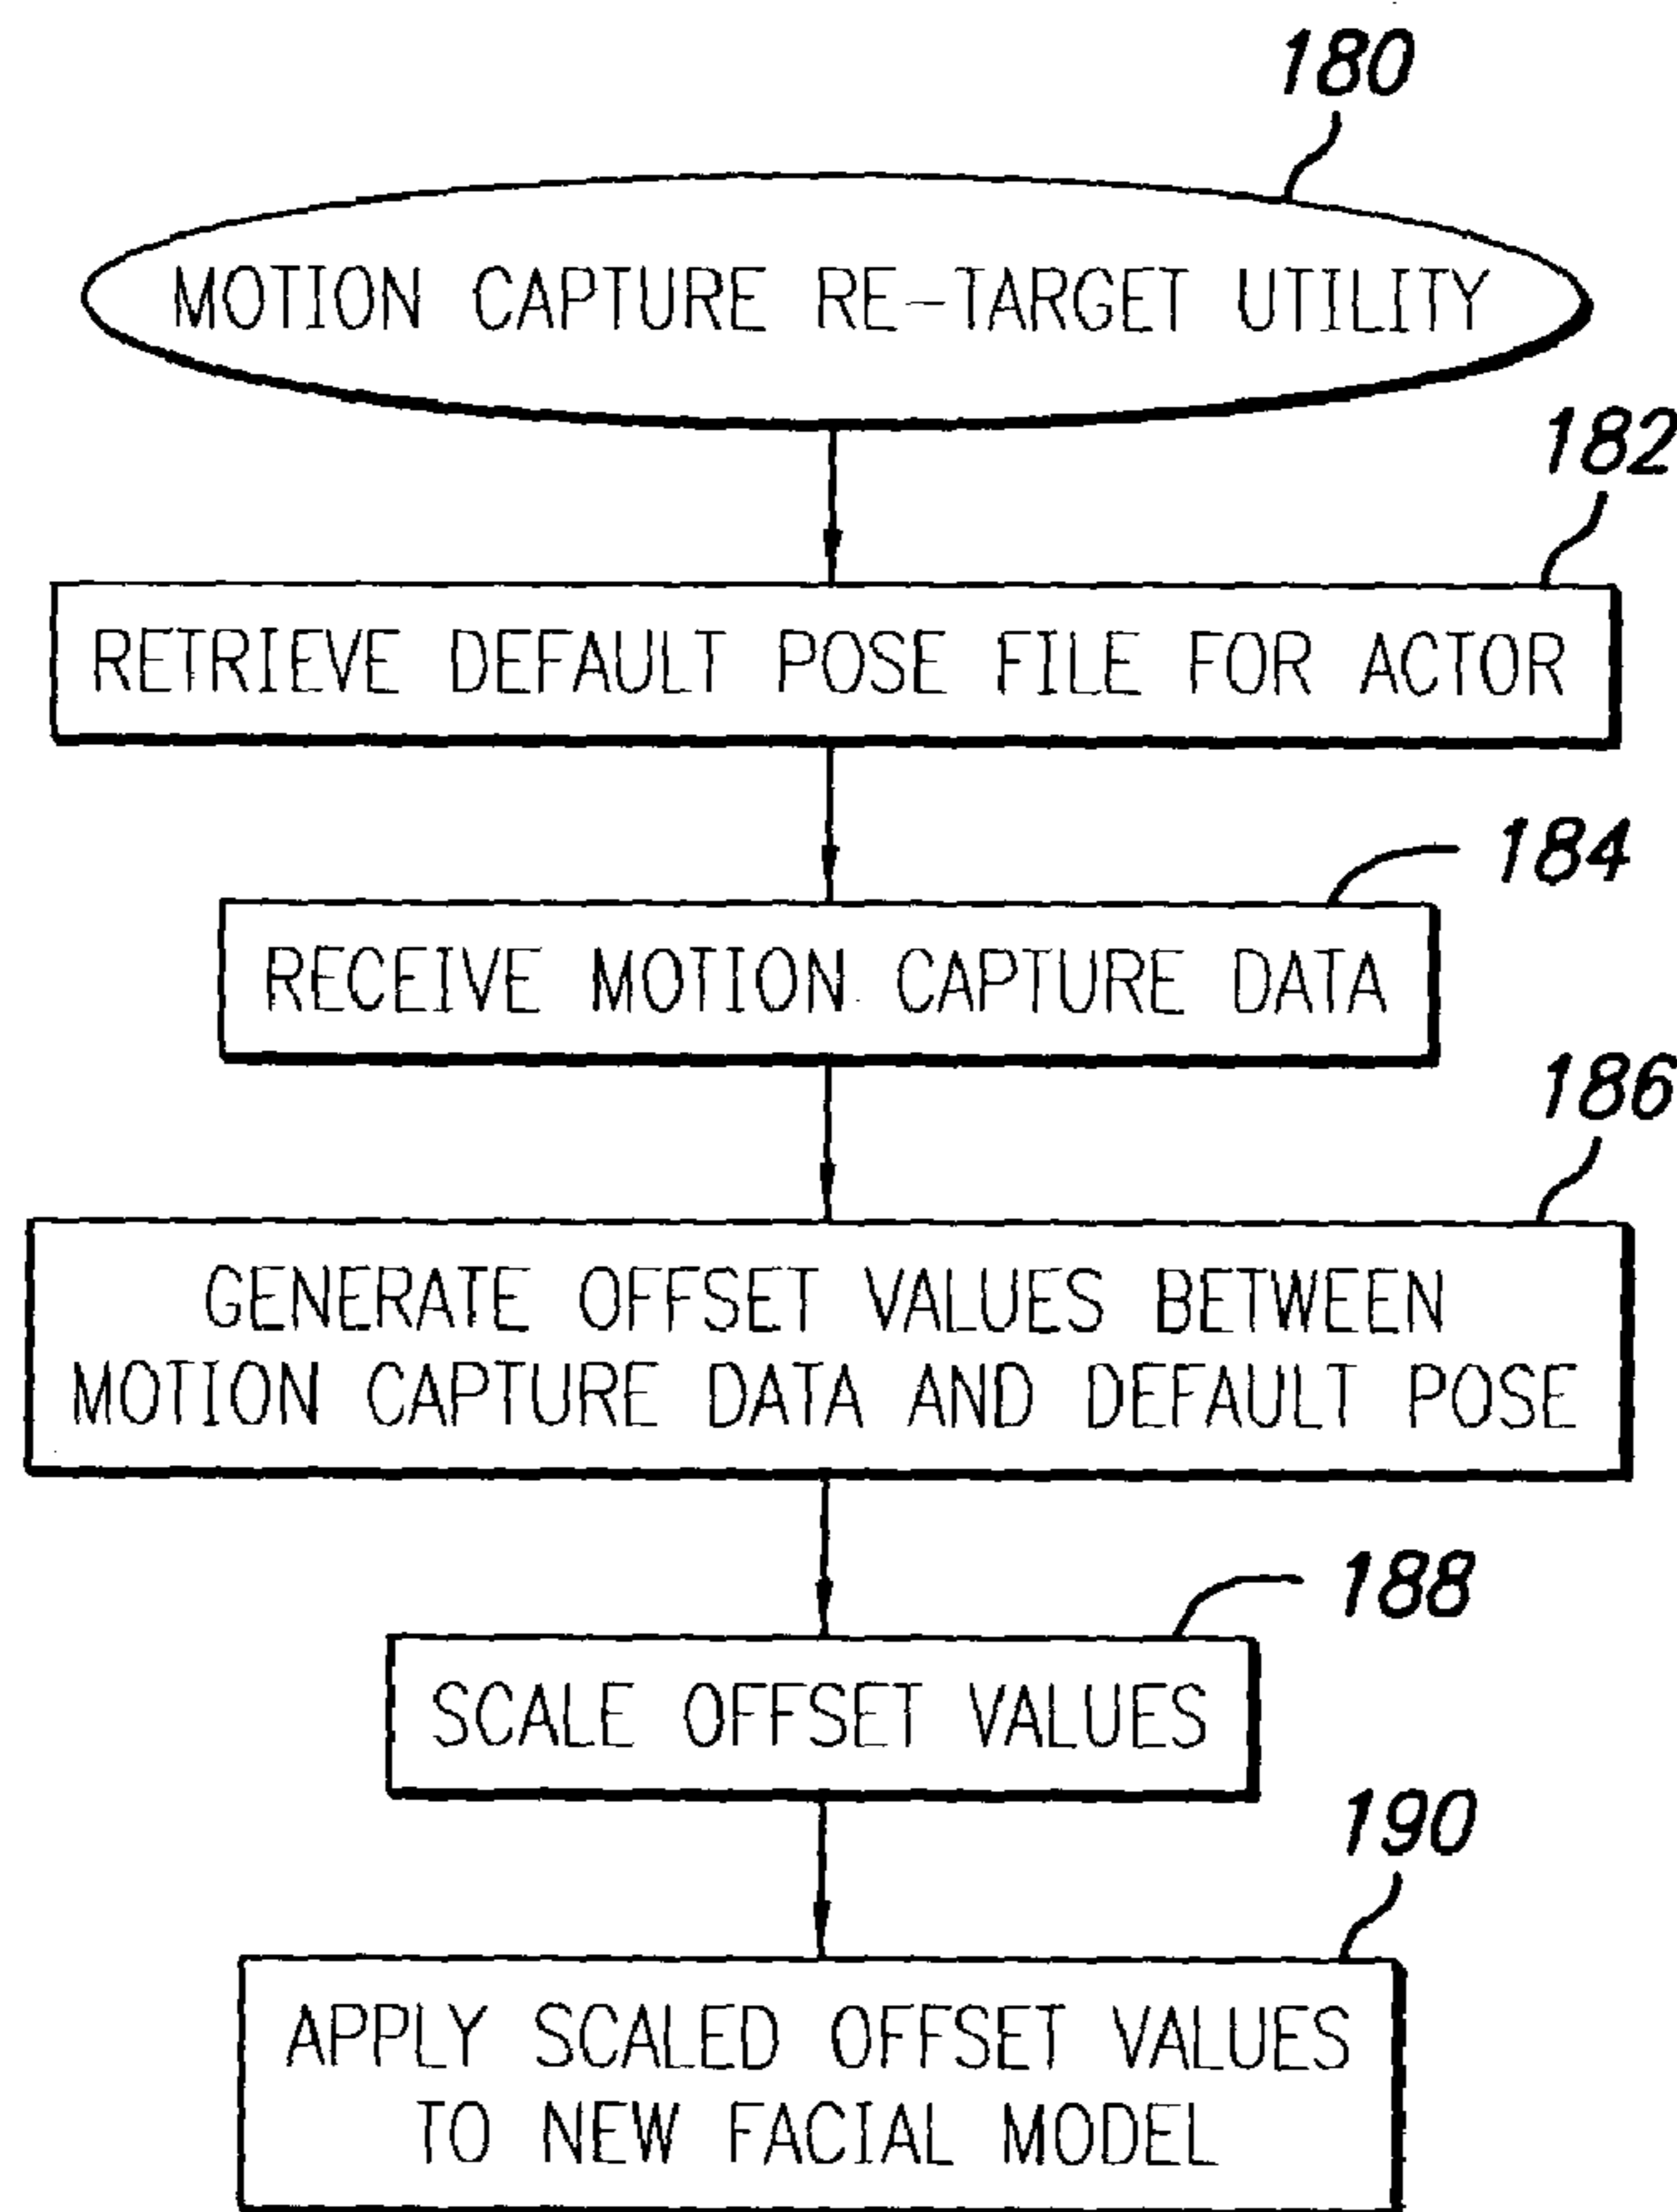 180
MOTION CAPTURE RE-TARGET UTILITY
182
RETRIEVE DEFAULT POSE FILE FOR ACTOR
184
RECEIVE MOTION CAPTURE DATA
186
GENERATE OFFSET VALUES BETWEEN
MOTION CAPTURE DATA AND DEFAULT POSE
188
SCALE OFFSET VALUES
190
APPLY SCALED OFFSET VALUES
TO NEW FACIAL MODEL